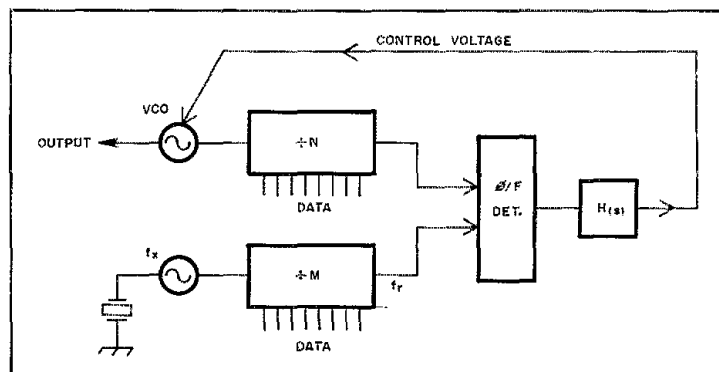 CONTROL VOLTAGE
VCO
OUTPUT
÷N
DATA
ø/F
DET.
H(s)
fx
÷M
fr
DATA